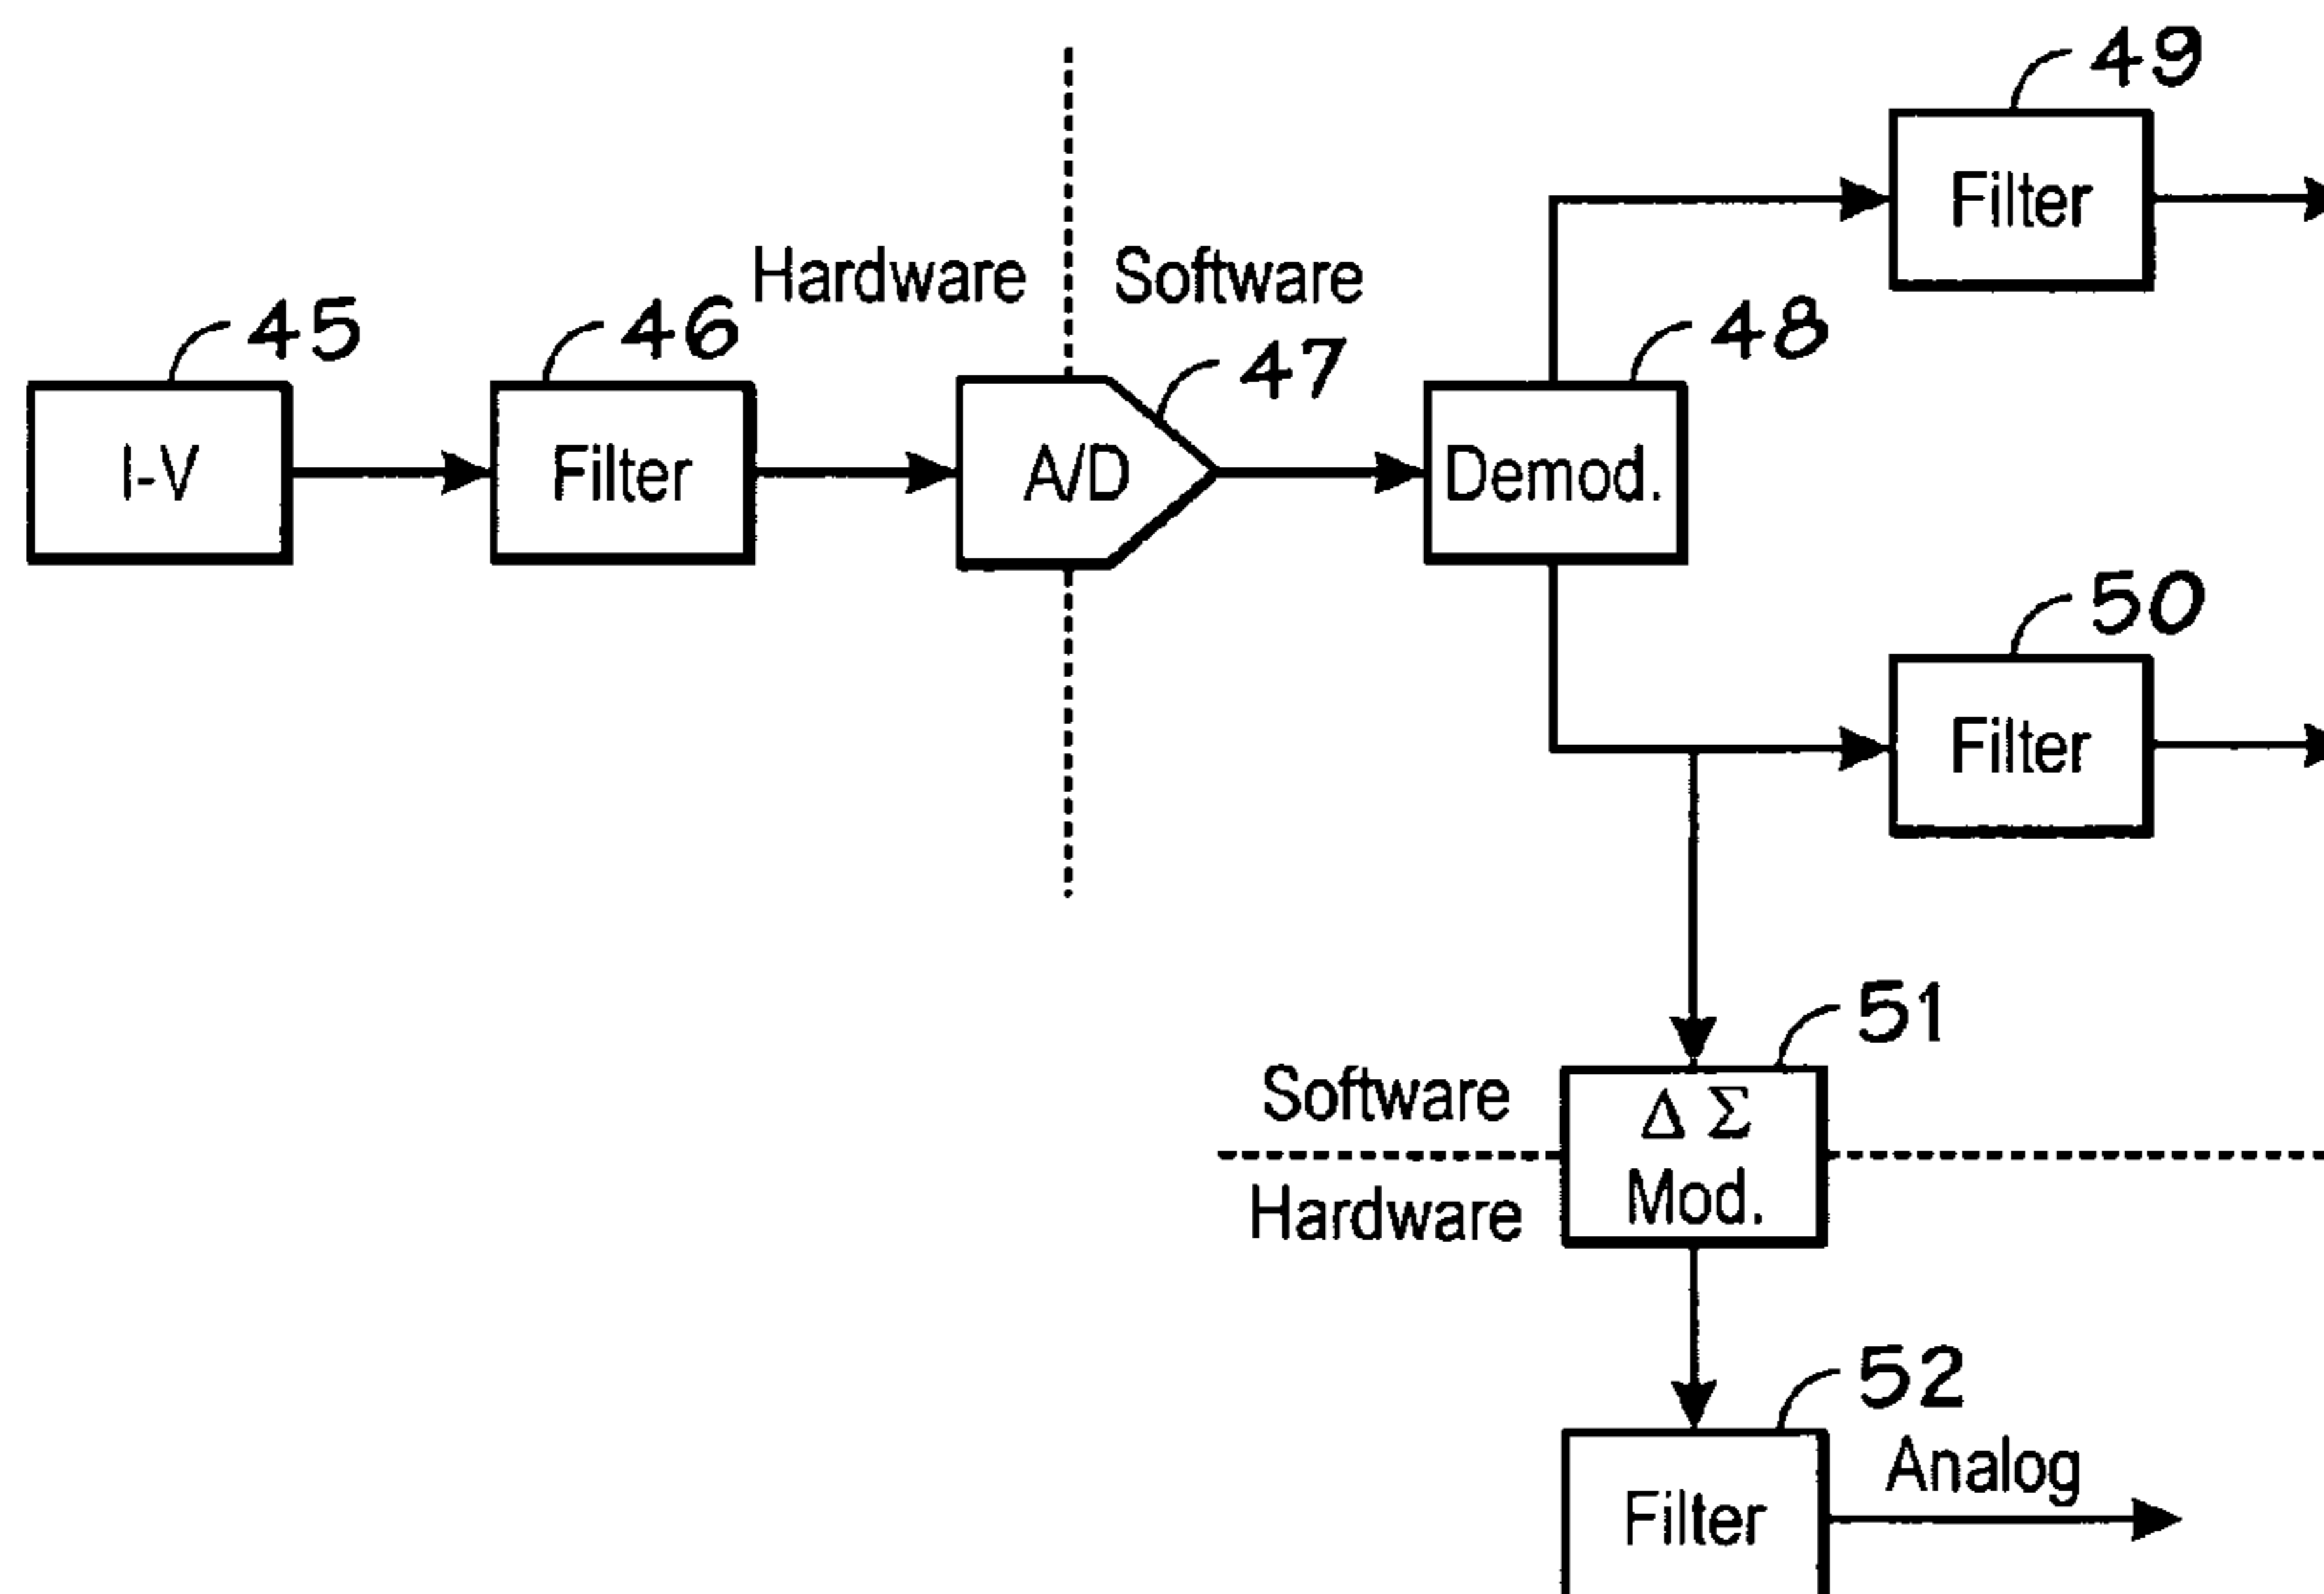 49
Filter
Hardware
Software
45
46
47
48
I-V
Filter
A/D
Demod.
50
Filter
51
Software
Δ Σ
Mod.
Hardware
52
Analog
Filter